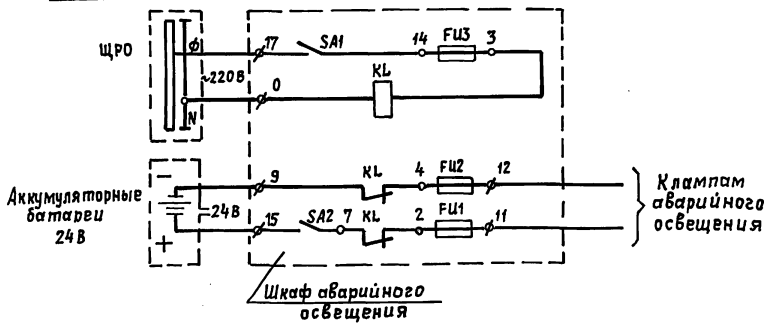 ЩРО
Ф
~220В
N
17
SA1
14
FU3
3
0
KL
Аккумуляторные
батареи
24В
−
+
=24В
9
KL
4
FU2
12
15
SA2
7
KL
2
FU1
11
К лампам
аварийного
освещения
Шкаф аварийного
освещения